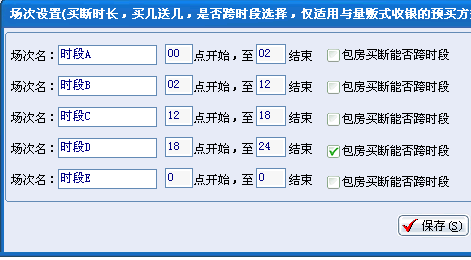 场次设置(买断时长，买几送几，是否跨时段选择，仅适用与量贩式收银的预买方
场次名：时段A 00 点开始，至 02 结束 包房买断能否跨时段
场次名：时段B 02 点开始，至 12 结束 包房买断能否跨时段
场次名：时段C 12 点开始，至 18 结束 包房买断能否跨时段
场次名：时段D 18 点开始，至 24 结束 包房买断能否跨时段
场次名：时段E 0 点开始，至 0 结束 包房买断能否跨时段
保存(S)